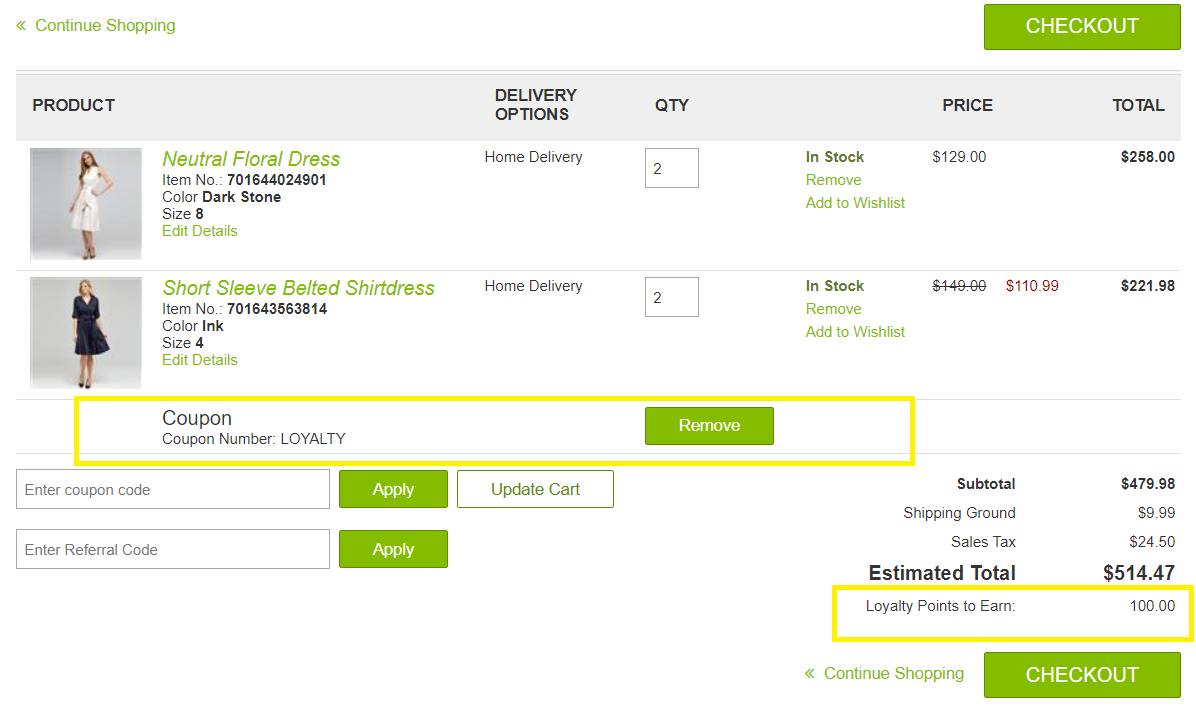 « Continue Shopping
CHECKOUT
PRODUCT DELIVERY OPTIONS QTY PRICE TOTAL
Neutral Floral Dress Home Delivery 2 In Stock $129.00 $258.00
Item No.: 701644024901 Remove
Color Dark Stone Add to Wishlist
Size 8
Edit Details
Short Sleeve Belted Shirtdress Home Delivery 2 In Stock $149.00 $110.99 $221.98
Item No.: 701643563814 Remove
Color Ink Add to Wishlist
Size 4
Edit Details
Coupon Remove
Coupon Number: LOYALTY
Enter coupon code Apply Update Cart
Enter Referral Code Apply
Subtotal $479.98
Shipping Ground $9.99
Sales Tax $24.50
Estimated Total $514.47
Loyalty Points to Earn: 100.00
« Continue Shopping CHECKOUT